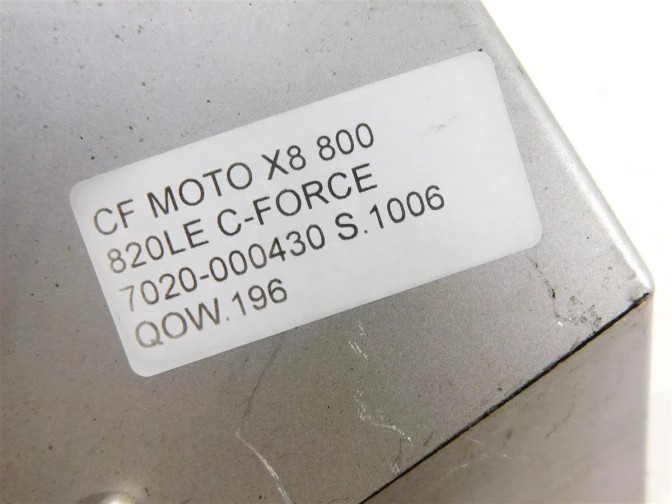 CF MOTO X8 800
820LE C-FORCE
7020-000430 S.1006
QOW.196